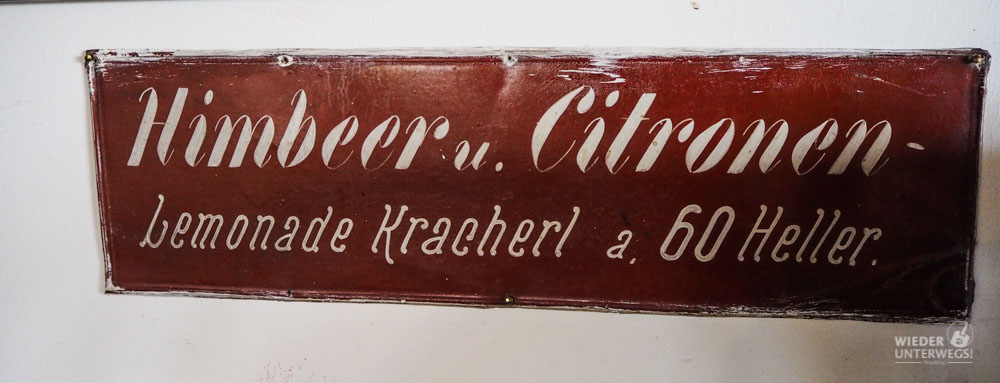 Himbeer u. Citronen-
Lemonade Kracherl a. 60 Heller.
WIEDER
UNTERWEGS